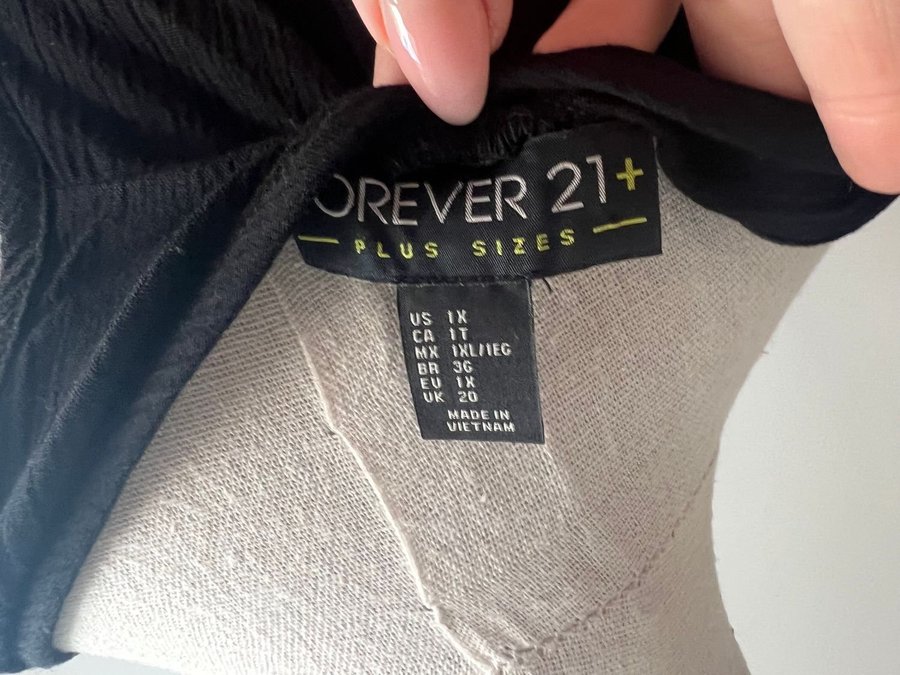 FOREVER 21+
PLUS SIZES
US 1X
CA 1T
MX 1XL/1EG
BR 3G
EU 1X
UK 20
MADE IN
VIETNAM